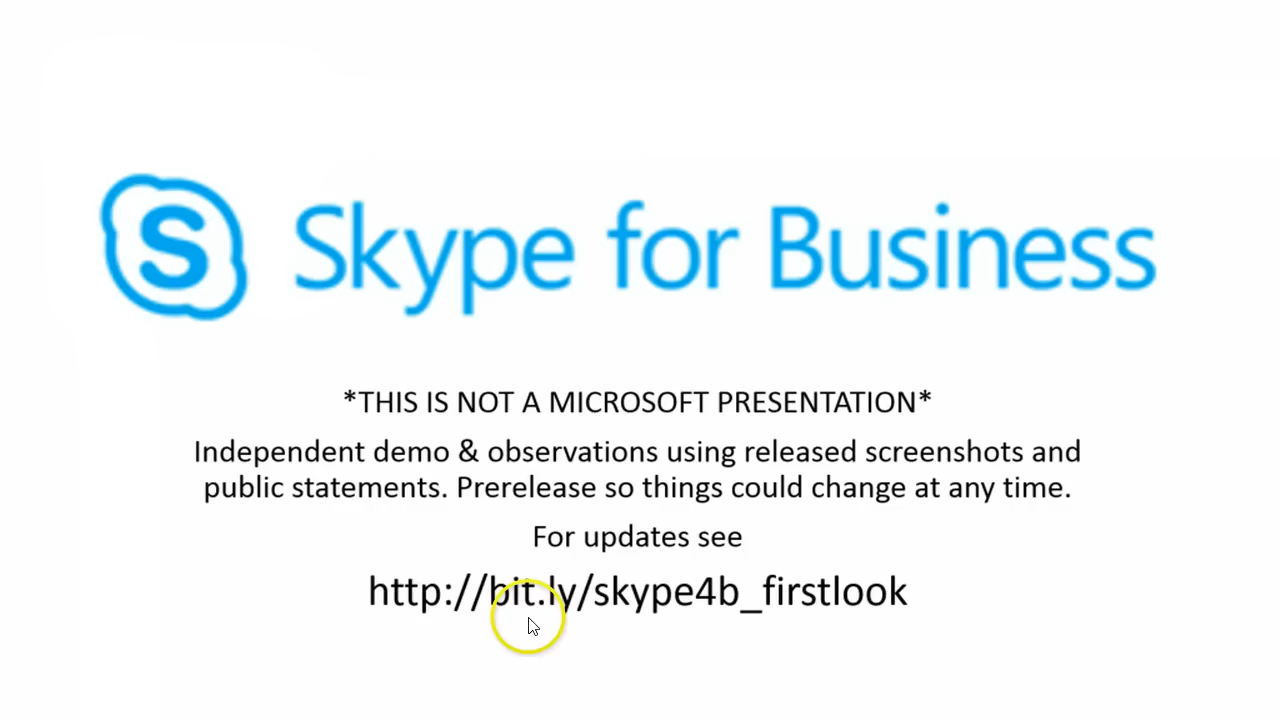 Skype for Business
*THIS IS NOT A MICROSOFT PRESENTATION*
Independent demo & observations using released screenshots and
public statements. Prerelease so things could change at any time.
For updates see
http://bit.ly/skype4b_firstlook